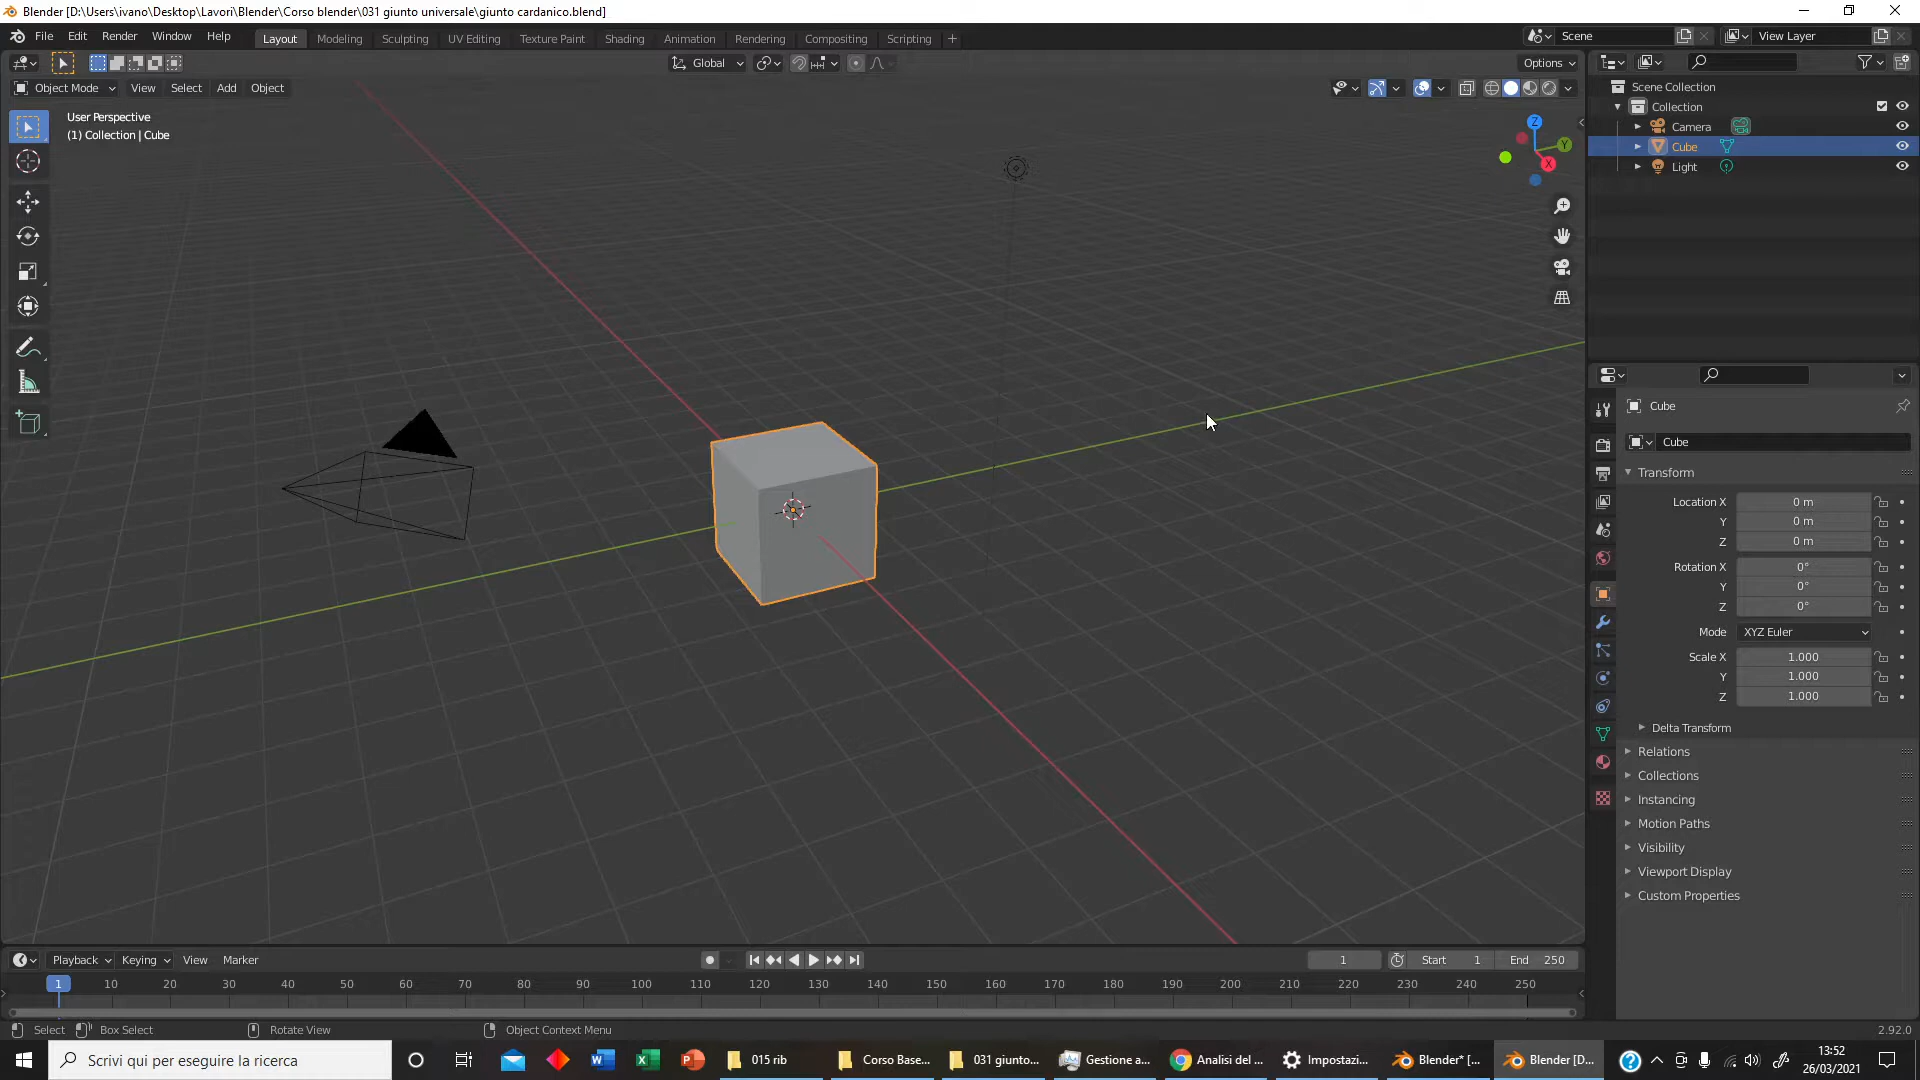 Blender [D:\Users\ivano\Desktop\Lavori\Blender\Corso blender\031 giunto universale\giunto cardanico.blend]
File Edit Render Window Help Layout Modeling Sculpting UV Editing Texture Paint Shading Animation Rendering Compositing Scripting + Scene View Layer
Global Options
Object Mode View Select Add Object
User Perspective
(1) Collection | Cube
Z
Y
X
Scene Collection
Collection
Camera
Cube
Light
Cube
Cube
Transform
Location X 0 m
Y 0 m
Z 0 m
Rotation X 0°
Y 0°
Z 0°
Mode XYZ Euler
Scale X 1.000
Y 1.000
Z 1.000
Delta Transform
Relations
Collections
Instancing
Motion Paths
Visibility
Viewport Display
Custom Properties
Playback Keying View Marker 1 Start 1 End 250
1 10 20 30 40 50 60 70 80 90 100 110 120 130 140 150 160 170 180 190 200 210 220 230 240 250
Select Box Select Rotate View Object Context Menu 2.92.0
Scrivi qui per eseguire la ricerca 015 rib Corso Base... 031 giunto... Gestione a... Analisi del ... Impostazi... Blender* [... Blender [D...
13:52
26/03/2021